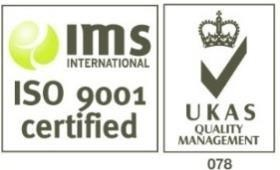 ims
INTERNATIONAL
ISO 9001
certified
UKAS
QUALITY
MANAGEMENT
078